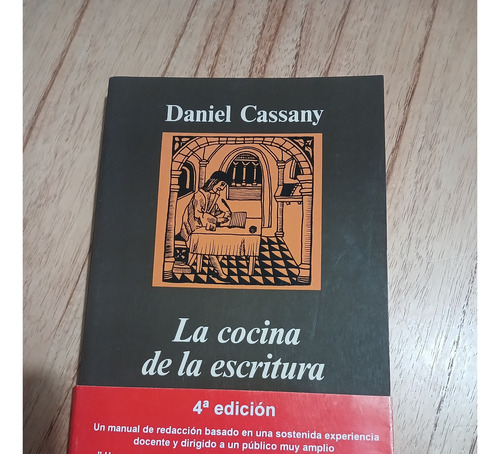 Daniel Cassany
La cocina
de la escritura
4ª edición
Un manual de redacción basado en una sostenida experiencia
docente y dirigido a un público muy amplio